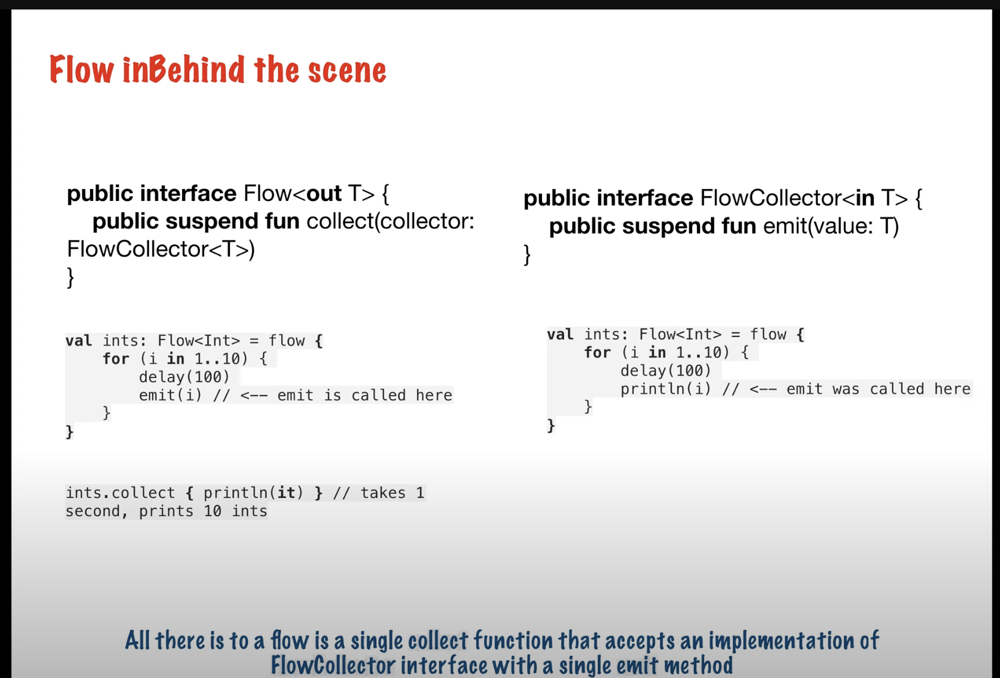 Flow inBehind the scene
public interface Flow<out T> {
public suspend fun collect(collector:
FlowCollector<T>)
}
public interface FlowCollector<in T> {
public suspend fun emit(value: T)
}
val ints: Flow<Int> = flow {
for (i in 1..10) {
delay(100)
emit(i) // <-- emit is called here
}
}
val ints: Flow<Int> = flow {
for (i in 1..10) {
delay(100)
println(i) // <-- emit was called here
}
}
ints.collect { println(it) } // takes 1
second, prints 10 ints
All there is to a flow is a single collect function that accepts an implementation of
FlowCollector interface with a single emit method